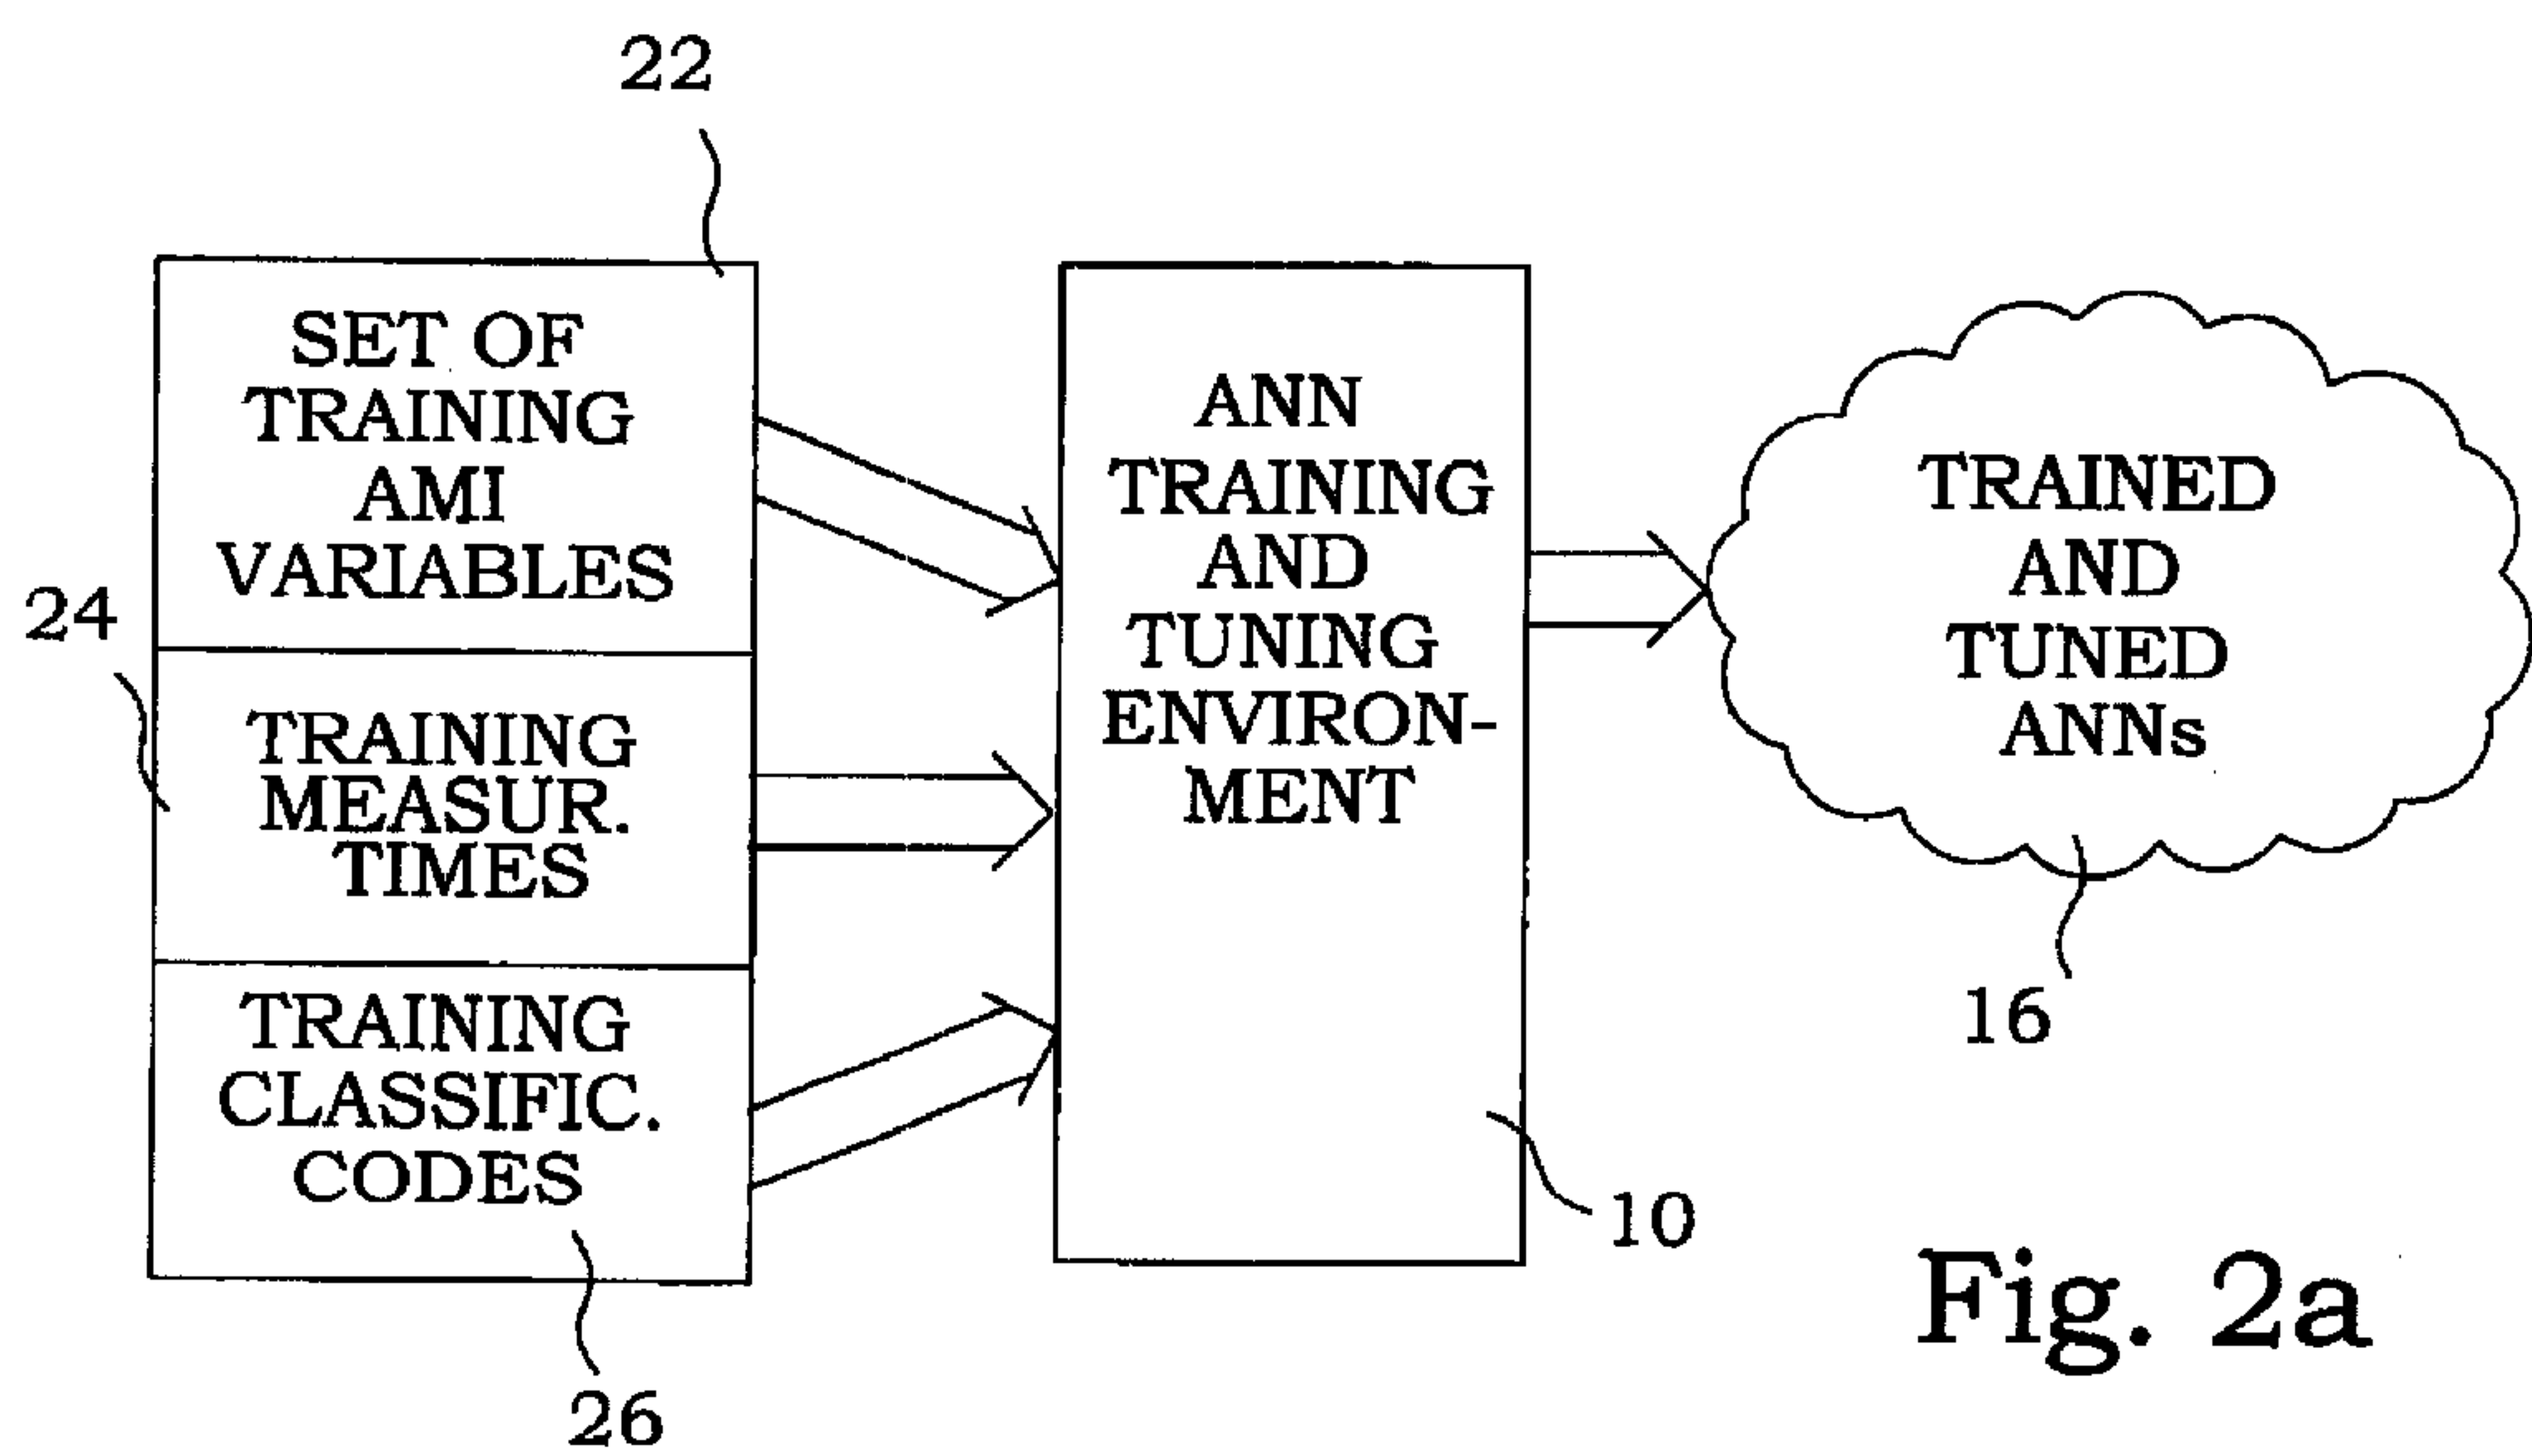 22
SET OF
TRAINING
AMI
VARIABLES
24
TRAINING
MEASUR.
TIMES
TRAINING
CLASSIFIC.
CODES
26
ANN
TRAINING
AND
TUNING
ENVIRON-
MENT
10
TRAINED
AND
TUNED
ANNs
16
Fig. 2a